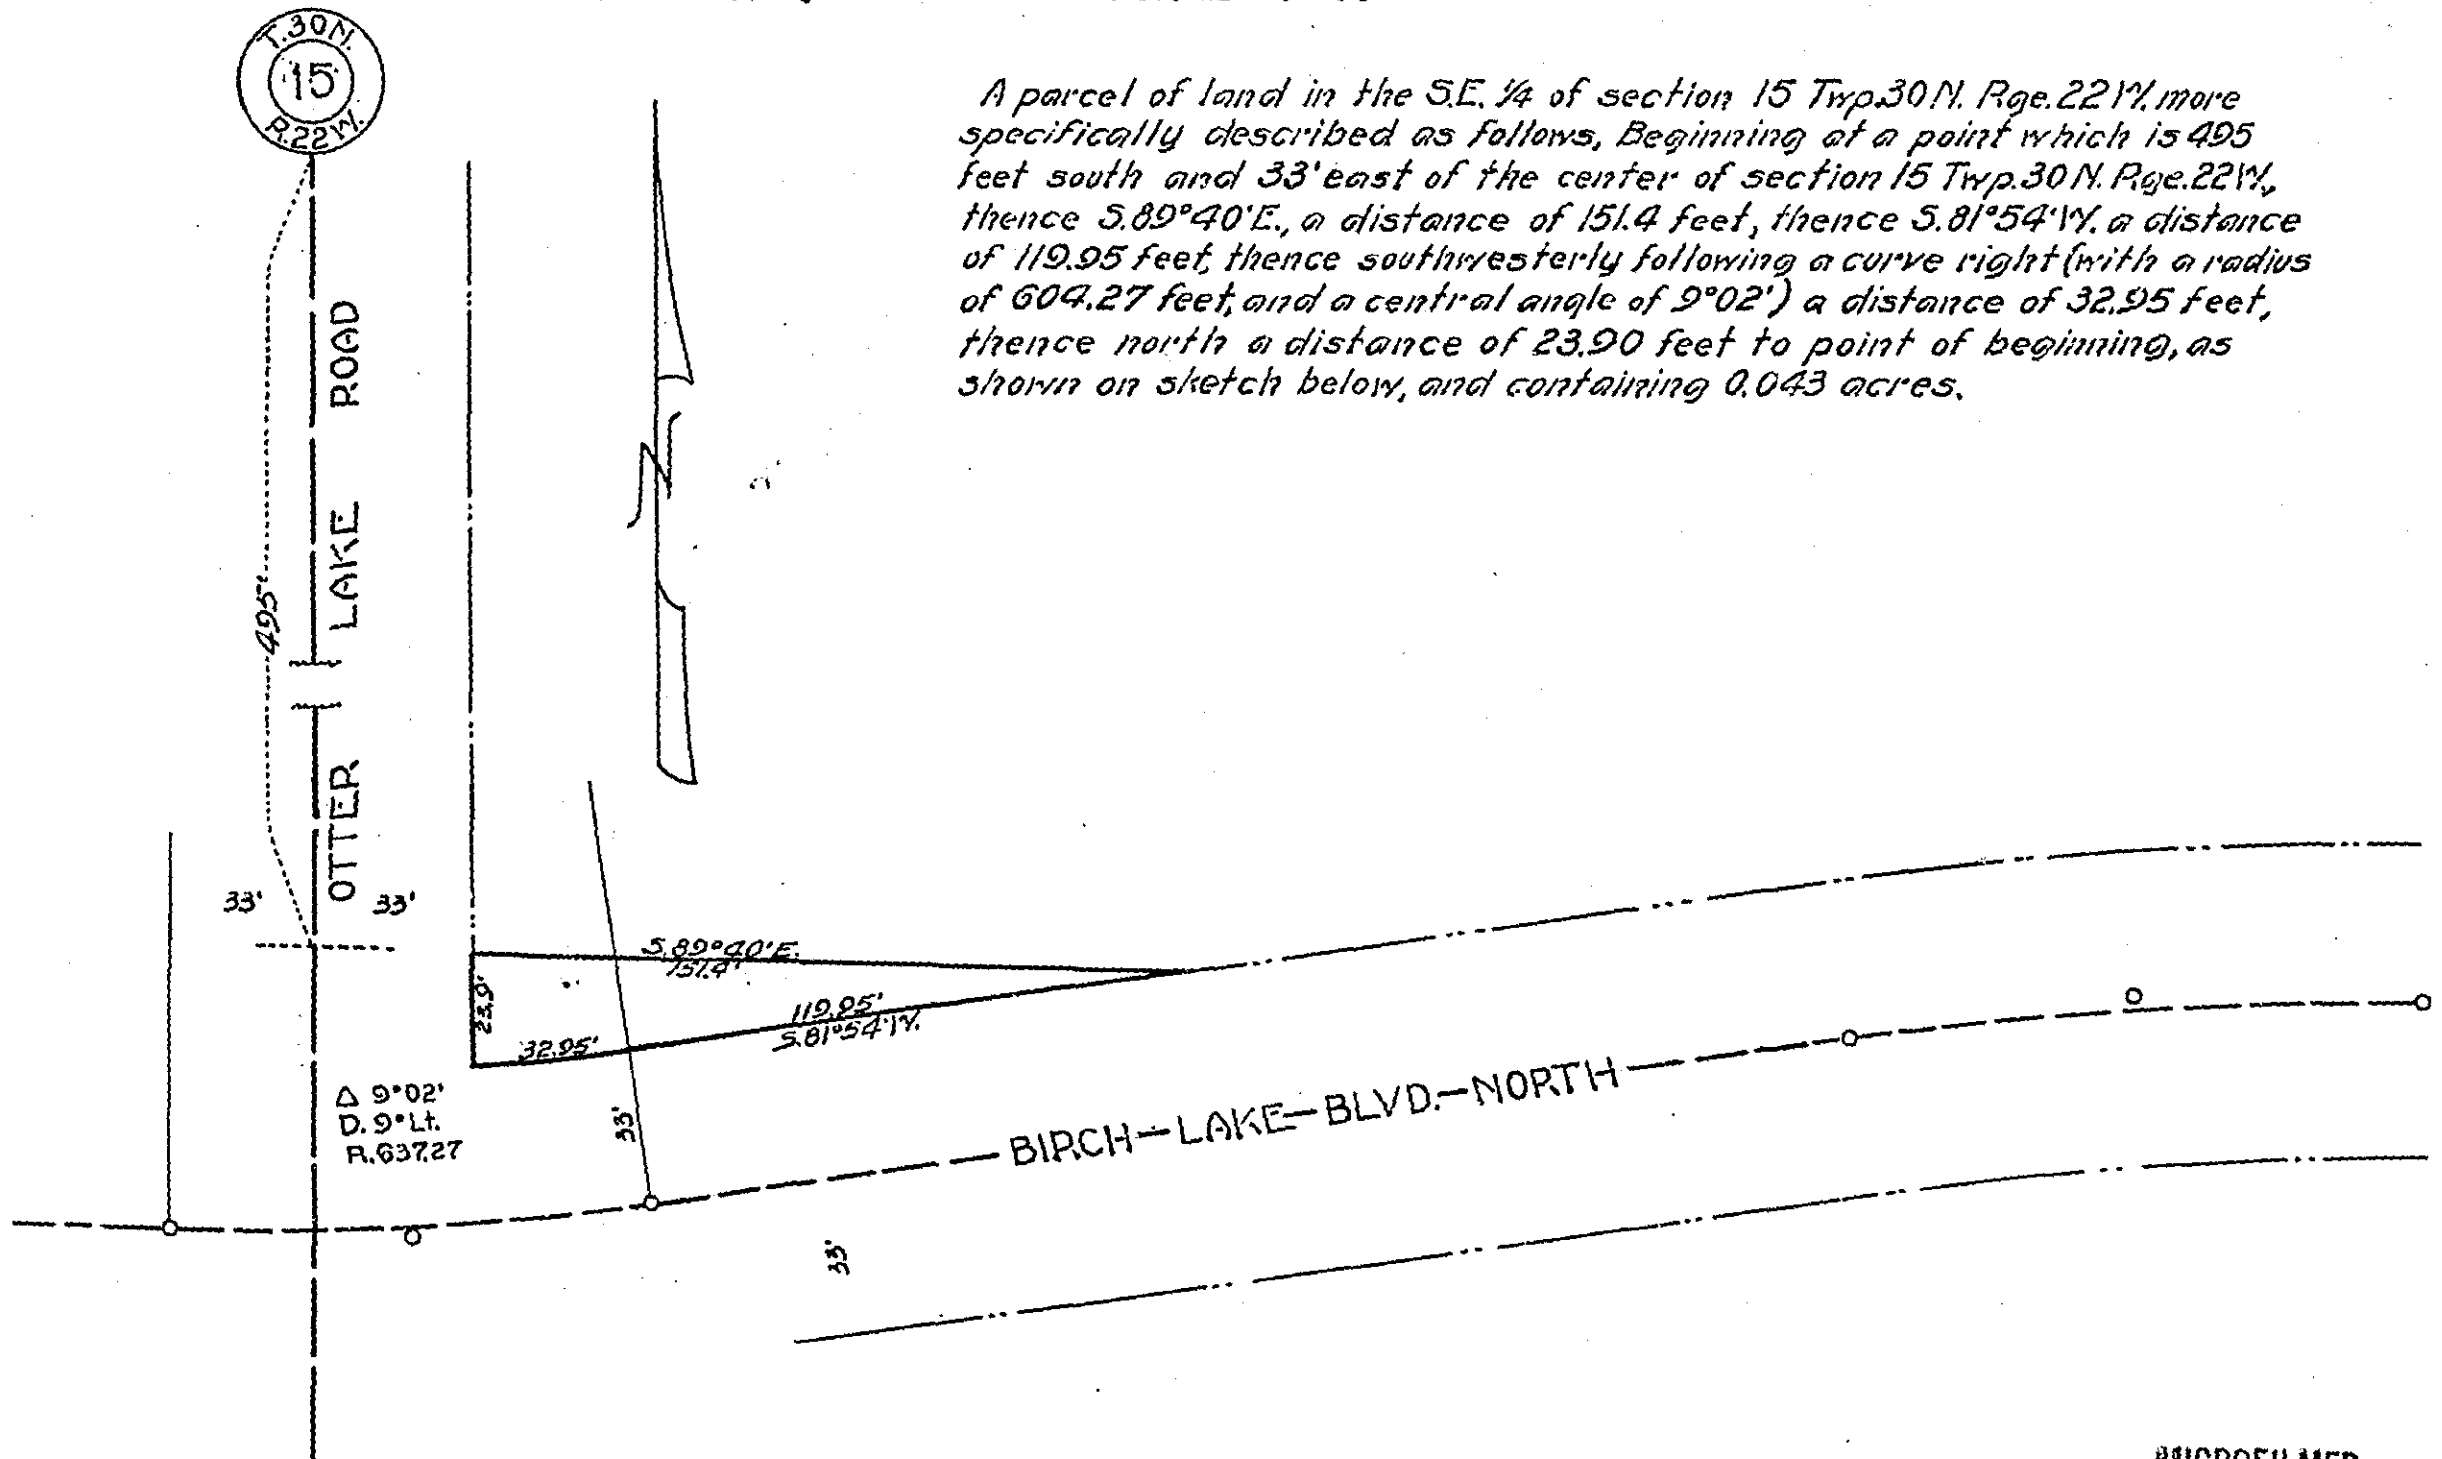 T.30N.
15
R.22W.
A parcel of land in the S.E. 1/4 of section 15 Twp.30N. Rge.22W. more
specifically described as follows, Beginning at a point which is 495
feet south and 33' east of the center of section 15 Twp.30N. Rge.22W.,
thence S.89°40'E., a distance of 151.4 feet, thence S.81°54'W. a distance
of 119.95 feet, thence southwesterly following a curve right (with a radius
of 604.27 feet, and a central angle of 9°02') a distance of 32.95 feet,
thence north a distance of 23.90 feet to point of beginning, as
shown on sketch below, and containing 0.043 acres.
N
OTTER LAKE ROAD
495'
33'
33'
S.89°40'E.
151.4'
23.9'
119.95'
S.81°54'W.
32.95'
Δ 9°02'
D. 9° Lt.
R. 637.27
33'
BIRCH-LAKE-BLVD.-NORTH
33'